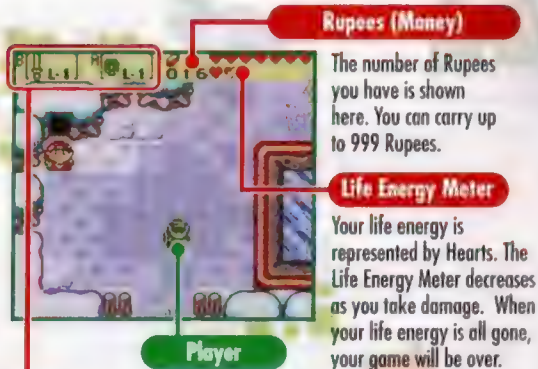 Rupees (Money)
B L-1 A L-1 016
The number of Rupees
you have is shown
here. You can carry up
to 999 Rupees.
Life Energy Meter
Your life energy is
represented by Hearts. The
Life Energy Meter decreases
as you take damage. When
your life energy is all gone,
your game will be over.
Player